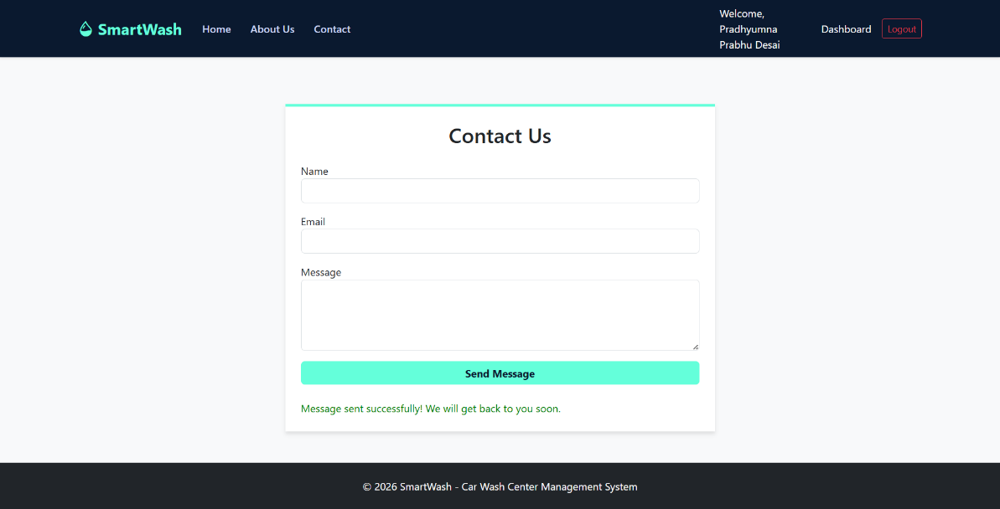 SmartWash
Home
About Us
Contact
Welcome,
Pradhyumna
Prabhu Desai
Dashboard
Logout
Contact Us
Name
Email
Message
Send Message
Message sent successfully! We will get back to you soon.
© 2026 SmartWash - Car Wash Center Management System